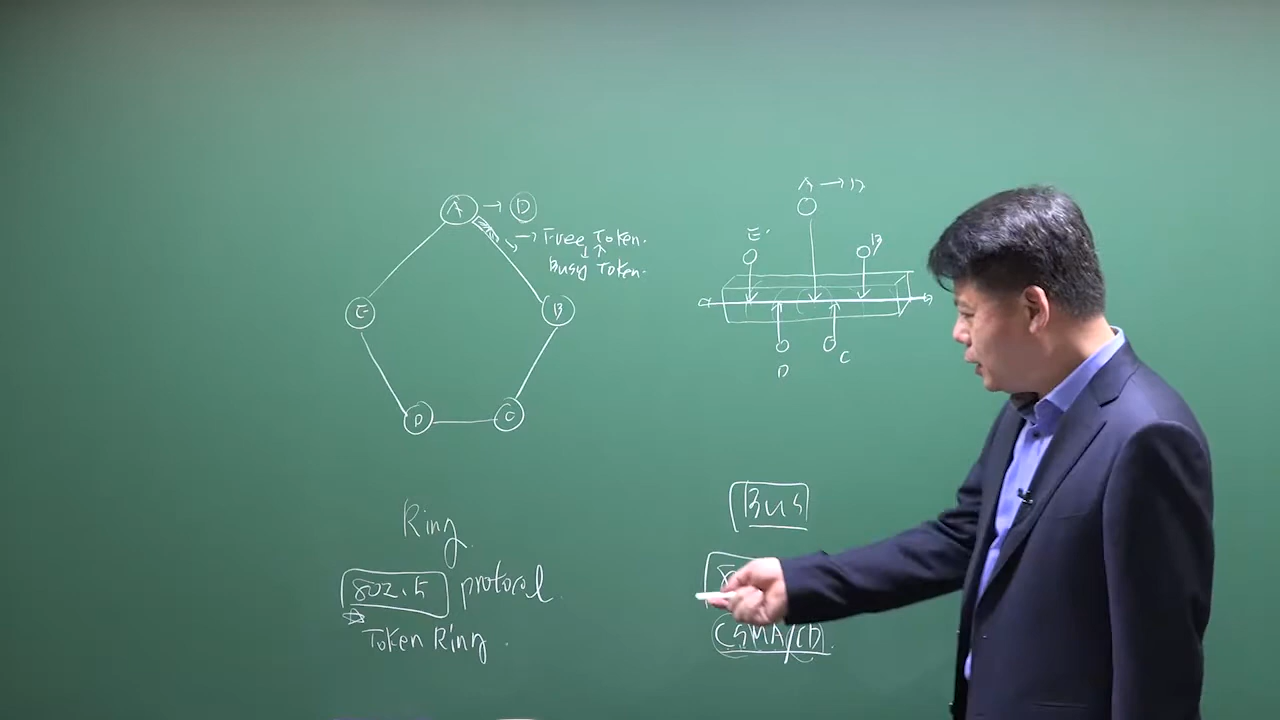 A → D
Free Token.
Busy Token.
E
B
D
C
Ring
802.5 protocol
Token Ring.
A → D
E.
B
D
C
Bus
CSMA/CD